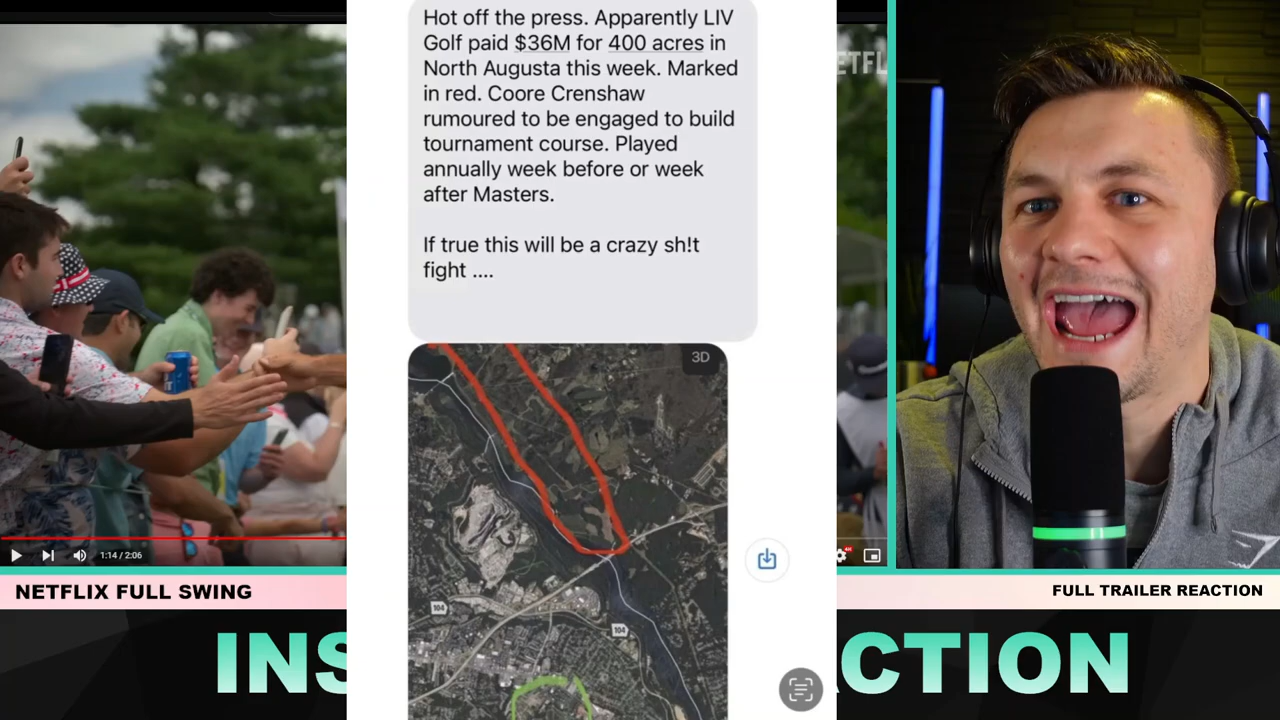 Hot off the press. Apparently LIV
Golf paid $36M for 400 acres in
North Augusta this week. Marked
in red. Coore Crenshaw
rumoured to be engaged to build
tournament course. Played
annually week before or week
after Masters.
If true this will be a crazy sh!t
fight ....
ETFL
3D
104
104
1:14 / 2:06
4K
NETFLIX FULL SWING
FULL TRAILER REACTION
INS
CTION